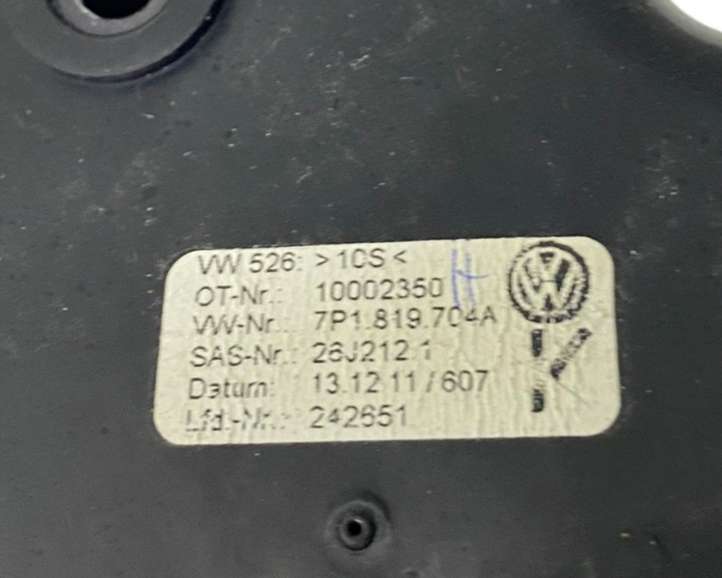 VW 526: >1CS<
OT-Nr.: 10002350 H
VW-Nr. 7P1.819.704A
SAS-Nr.: 26J212.1
Datum: 13.12.11 / 607
Lfd.-Nr.: 242651